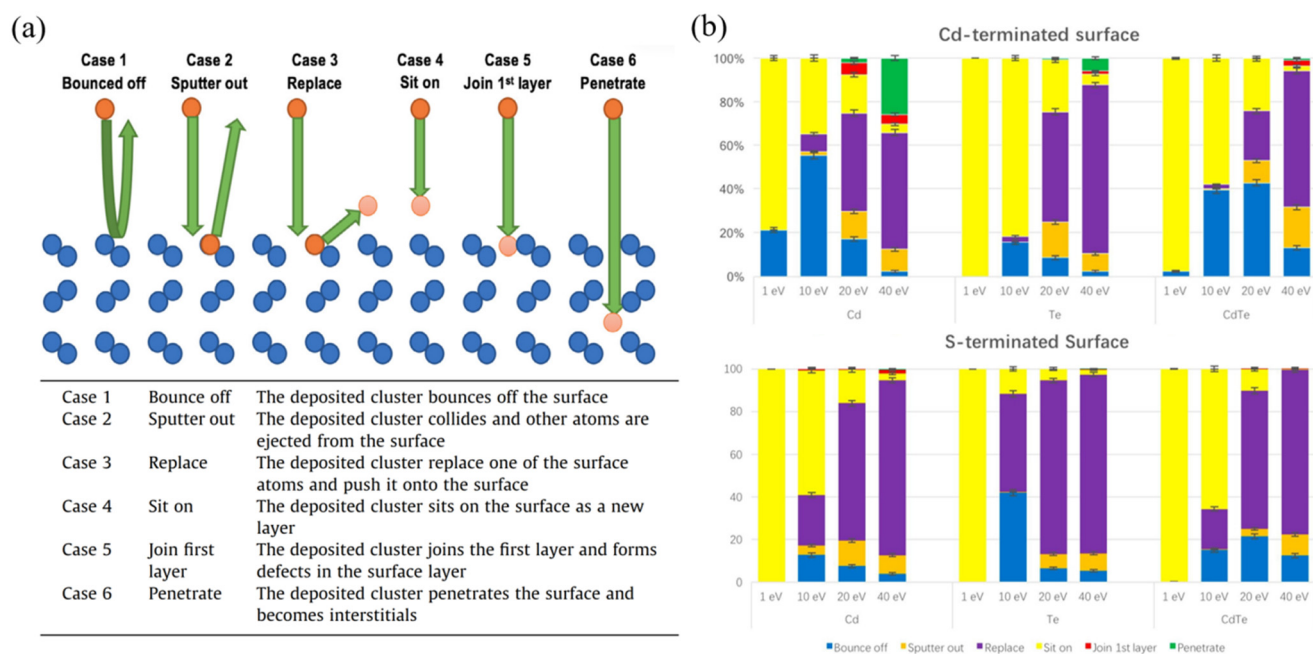 (a)
Case 1
Bounced off
Case 2
Sputter out
Case 3
Replace
Case 4
Sit on
Case 5
Join 1st layer
Case 6
Penetrate
Case 1 Bounce off The deposited cluster bounces off the surface
Case 2 Sputter out The deposited cluster collides and other atoms are
ejected from the surface
Case 3 Replace The deposited cluster replace one of the surface
atoms and push it onto the surface
Case 4 Sit on The deposited cluster sits on the surface as a new
layer
Case 5 Join first The deposited cluster joins the first layer and forms
layer defects in the surface layer
Case 6 Penetrate The deposited cluster penetrates the surface and
becomes interstitials
(b)
Cd-terminated surface
100%
80%
60%
40%
20%
0%
1 eV 10 eV 20 eV 40 eV 1 eV 10 eV 20 eV 40 eV 1 eV 10 eV 20 eV 40 eV
Cd Te CdTe
S-terminated Surface
100
80
60
40
20
0
1 eV 10 eV 20 eV 40 eV 1 eV 10 eV 20 eV 40 eV 1 eV 10 eV 20 eV 40 eV
Cd Te CdTe
Bounce off Sputter out Replace Sit on Join 1st layer Penetrate